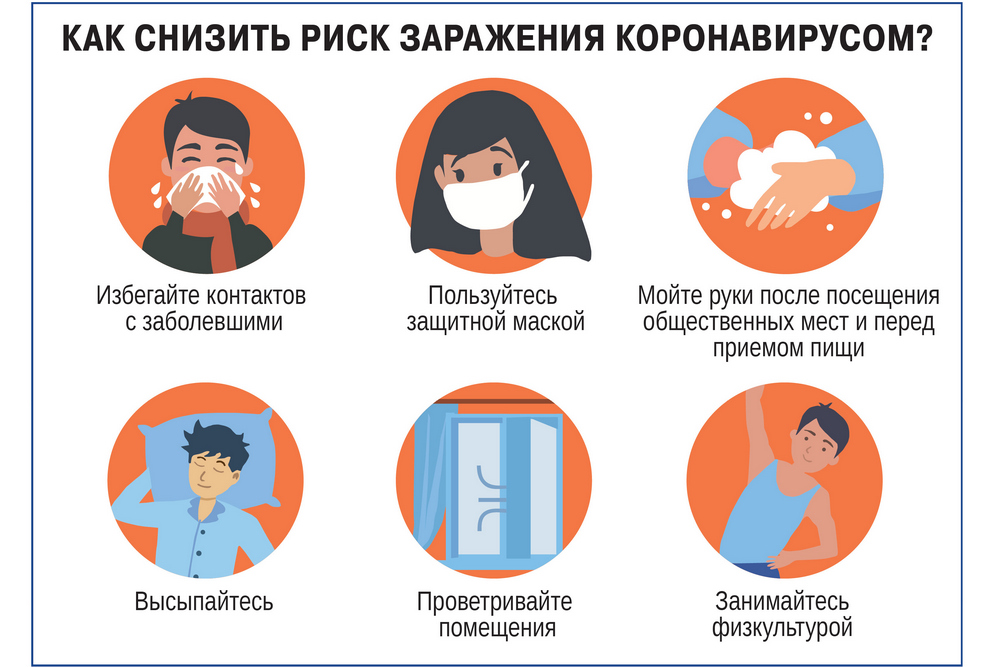 КАК СНИЗИТЬ РИСК ЗАРАЖЕНИЯ КОРОНАВИРУСОМ?
Избегайте контактов
с заболевшими
Пользуйтесь
защитной маской
Мойте руки после посещения
общественных мест и перед
приемом пищи
Высыпайтесь
Проветривайте
помещения
Занимайтесь
физкультурой